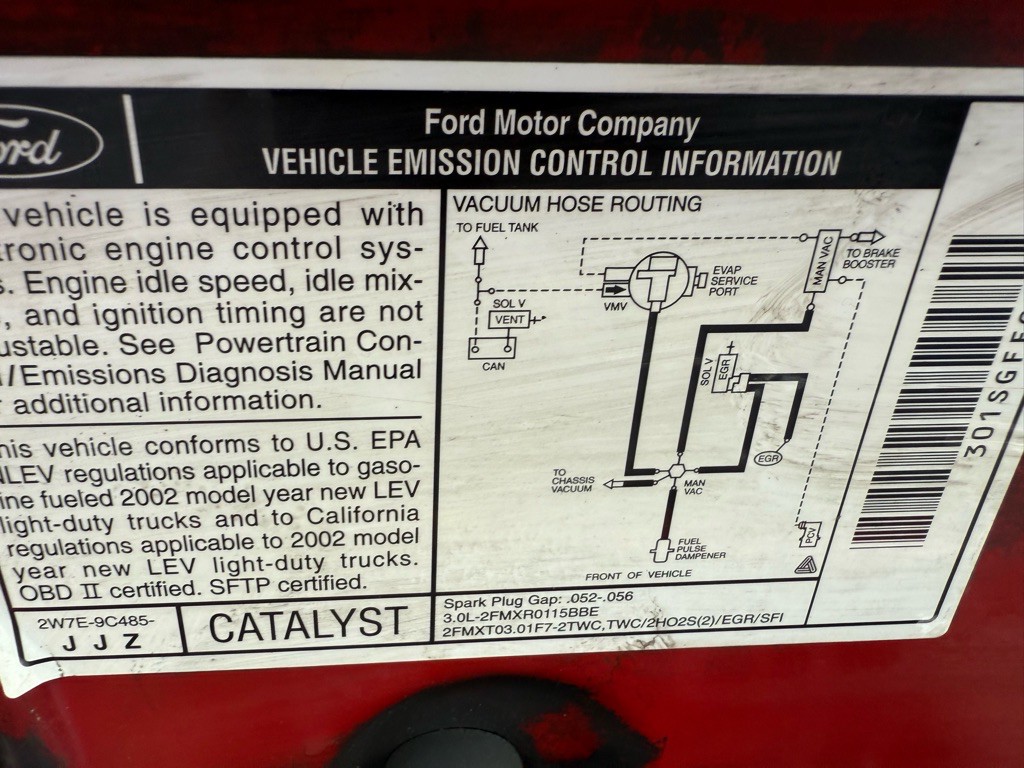 Ford Motor Company
VEHICLE EMISSION CONTROL INFORMATION
vehicle is equipped with
engine control sys-
Engine idle speed, idle mix-
and ignition timing are not
See Powertrain Con-
/Emissions Diagnosis Manual
additional information.
his vehicle conforms to U.S. EPA
NLEV regulations applicable to gaso-
ine fueled 2002 model year new LEV
light-duty trucks and to California
regulations applicable to 2002 model
year new LEV light-duty trucks.
OBD II certified. SFTP certified.
2W7E-9C485-
J J Z
CATALYST
VACUUM HOSE ROUTING
TO FUEL TANK
SOL V
VENT
CAN
VMV
EVAP
SERVICE
PORT
MAN VAC
TO BRAKE
BOOSTER
SOL V
EGR
EGR
TO
CHASSIS
VACUUM
MAN
VAC
FUEL
PULSE
DAMPENER
PCV
FRONT OF VEHICLE
Spark Plug Gap: .052-.056
3.0L-2FMXR0115BBE
2FMXT03.01F7-2TWC,TWC/2HO2S(2)/EGR/SFI